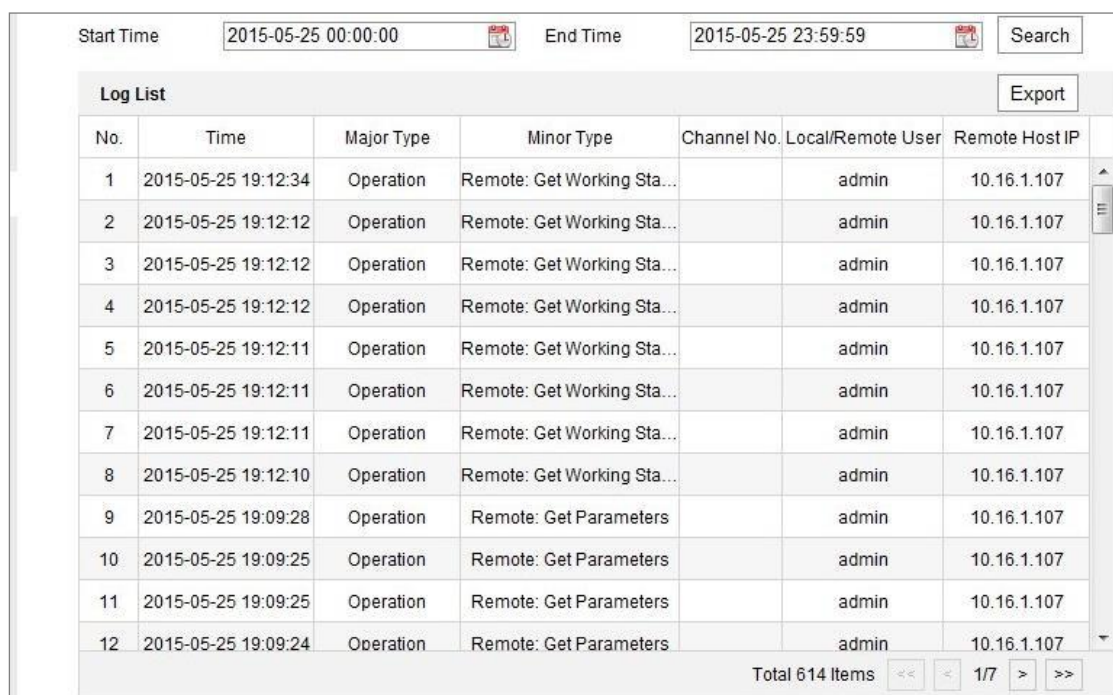 Start Time 2015-05-25 00:00:00 End Time 2015-05-25 23:59:59 Search
Log List Export
No. Time Major Type Minor Type Channel No. Local/Remote User Remote Host IP
1 2015-05-25 19:12:34 Operation Remote: Get Working Sta... admin 10.16.1.107
2 2015-05-25 19:12:12 Operation Remote: Get Working Sta... admin 10.16.1.107
3 2015-05-25 19:12:12 Operation Remote: Get Working Sta... admin 10.16.1.107
4 2015-05-25 19:12:12 Operation Remote: Get Working Sta... admin 10.16.1.107
5 2015-05-25 19:12:11 Operation Remote: Get Working Sta... admin 10.16.1.107
6 2015-05-25 19:12:11 Operation Remote: Get Working Sta... admin 10.16.1.107
7 2015-05-25 19:12:11 Operation Remote: Get Working Sta... admin 10.16.1.107
8 2015-05-25 19:12:10 Operation Remote: Get Working Sta... admin 10.16.1.107
9 2015-05-25 19:09:28 Operation Remote: Get Parameters admin 10.16.1.107
10 2015-05-25 19:09:25 Operation Remote: Get Parameters admin 10.16.1.107
11 2015-05-25 19:09:25 Operation Remote: Get Parameters admin 10.16.1.107
12 2015-05-25 19:09:24 Operation Remote: Get Parameters admin 10.16.1.107
Total 614 Items << < 1/7 > >>